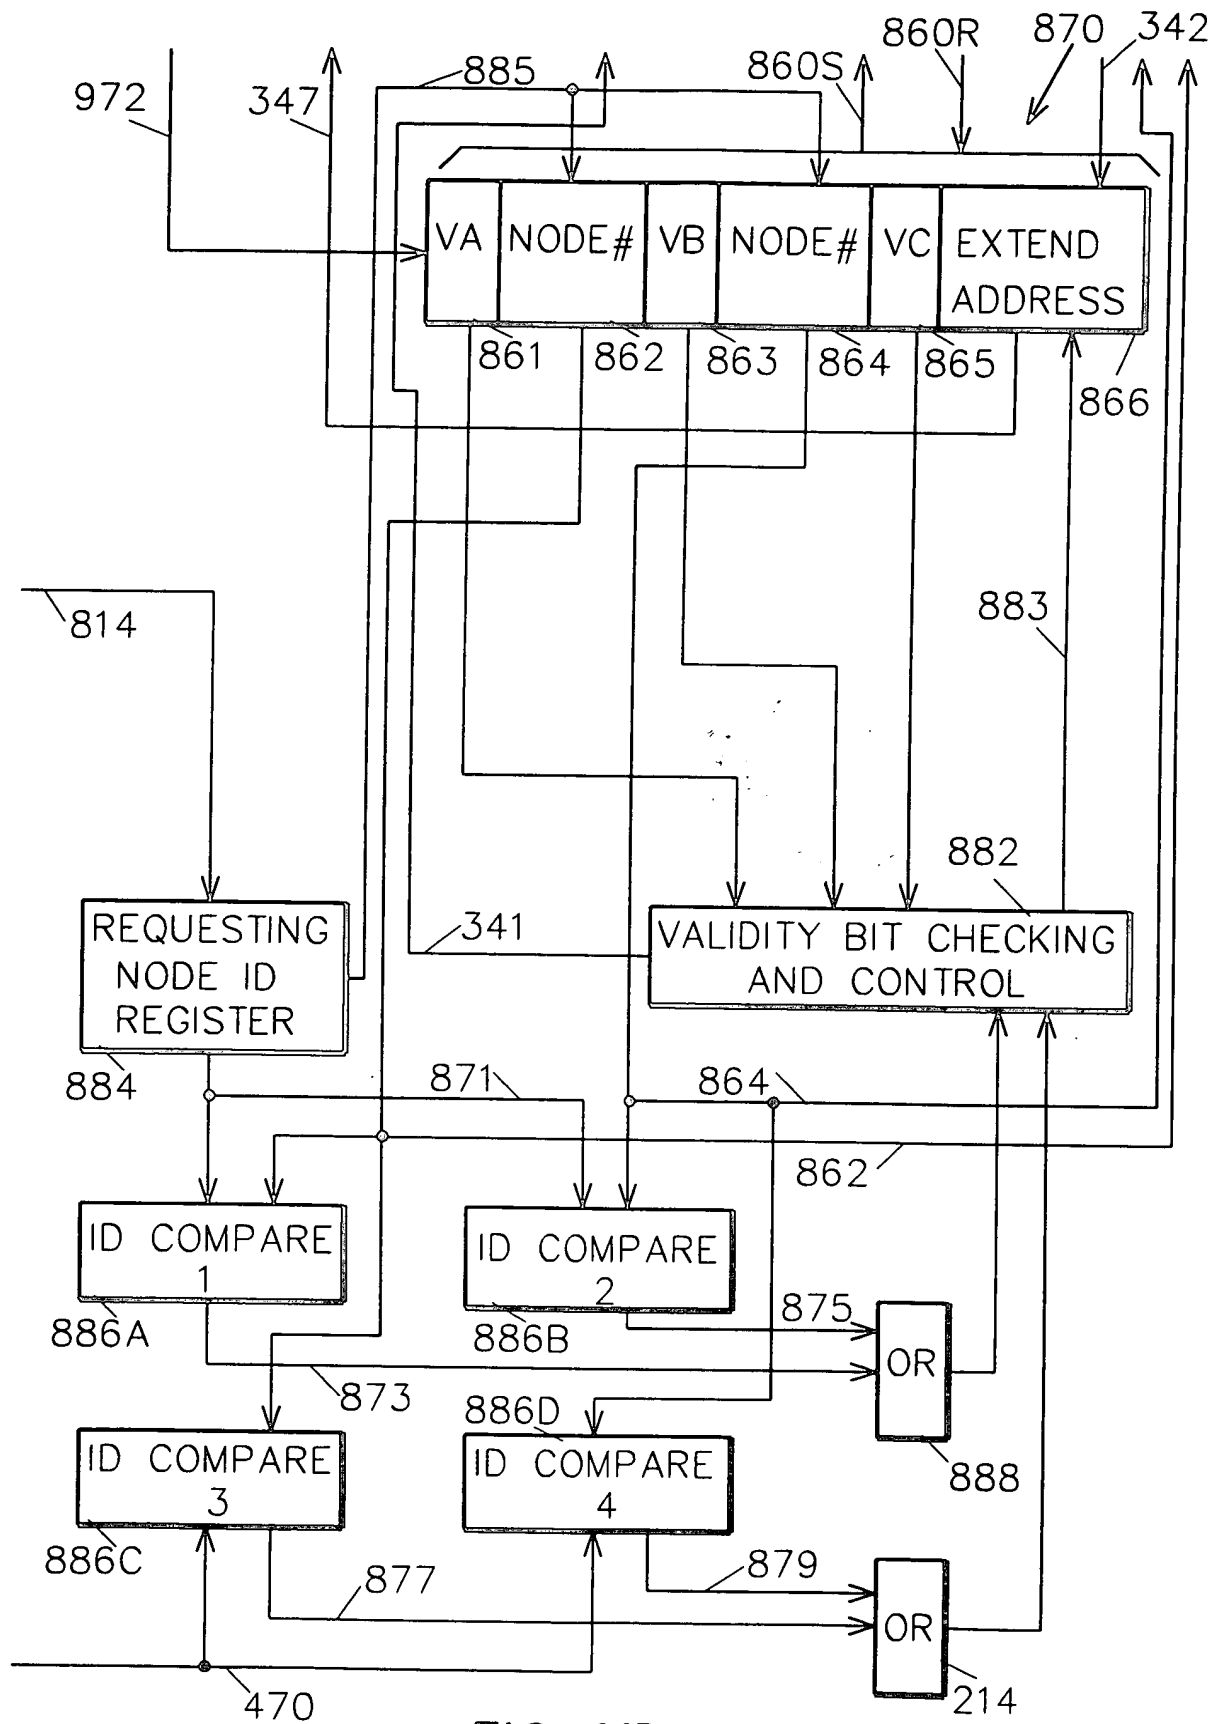 860R
870
342
885
860S
972
347
VA
NODE#
VB
NODE#
VC
EXTEND
ADDRESS
861
862
863
864
865
866
814
883
882
REQUESTING
NODE ID
REGISTER
341
VALIDITY BIT CHECKING
AND CONTROL
884
871
864
862
ID COMPARE
1
ID COMPARE
2
886A
886B
875
OR
873
886D
888
ID COMPARE
3
ID COMPARE
4
886C
877
879
OR
470
214